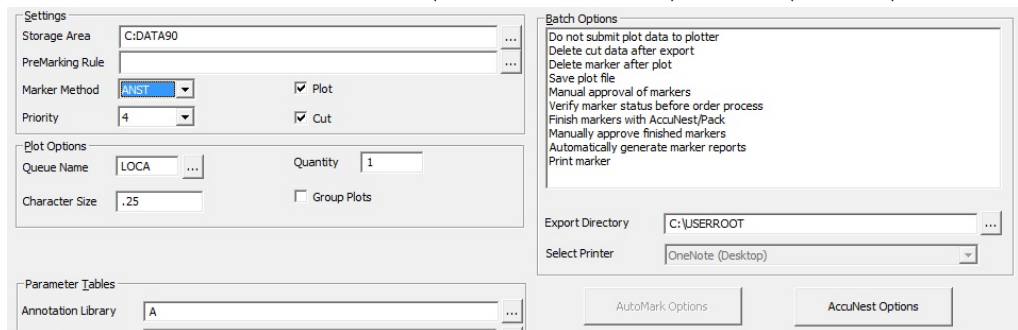 Settings
Storage Area C:DATA90 ...
PreMarking Rule ...
Marker Method ANST Plot
Priority 4 Cut
Plot Options
Queue Name LOCA ... Quantity 1
Character Size .25 Group Plots
Parameter Tables
Annotation Library A ...
Batch Options
Do not submit plot data to plotter
Delete cut data after export
Delete marker after plot
Save plot file
Manual approval of markers
Verify marker status before order process
Finish markers with AccuNest/Pack
Manually approve finished markers
Automatically generate marker reports
Print marker
Export Directory C:\USERROOT ...
Select Printer OneNote (Desktop)
AutoMark Options AccuNest Options